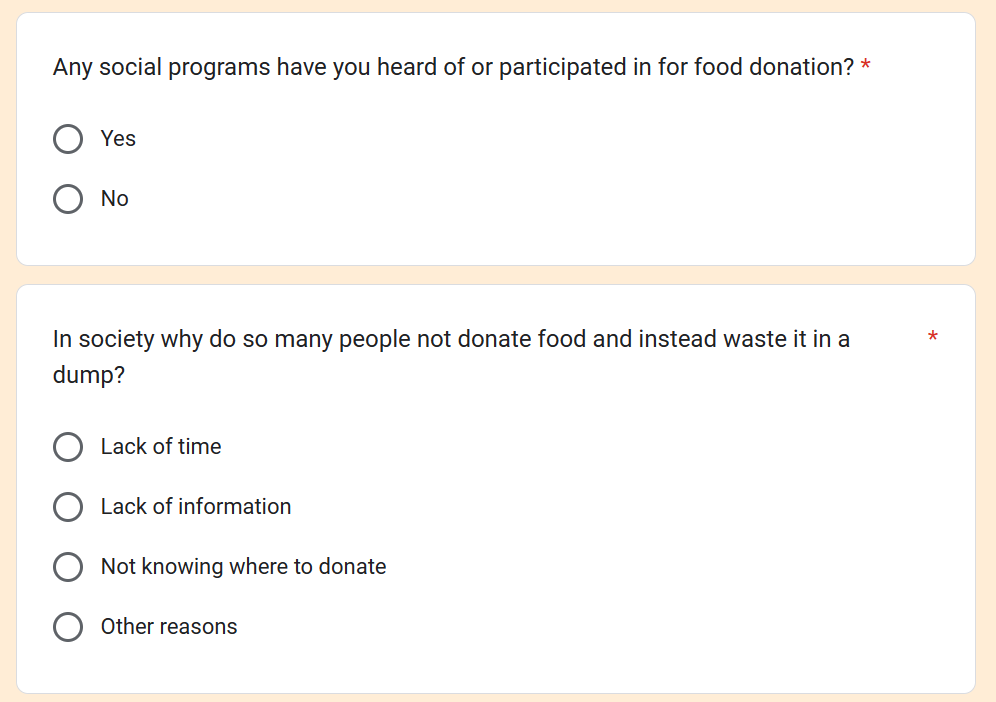 Any social programs have you heard of or participated in for food donation? *
Yes
No
In society why do so many people not donate food and instead waste it in a *
dump?
Lack of time
Lack of information
Not knowing where to donate
Other reasons